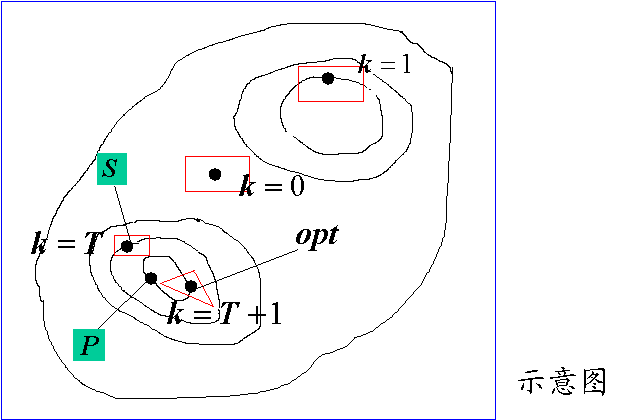 k = 1
S
k = 0
k = T
opt
k = T + 1
P
示意图